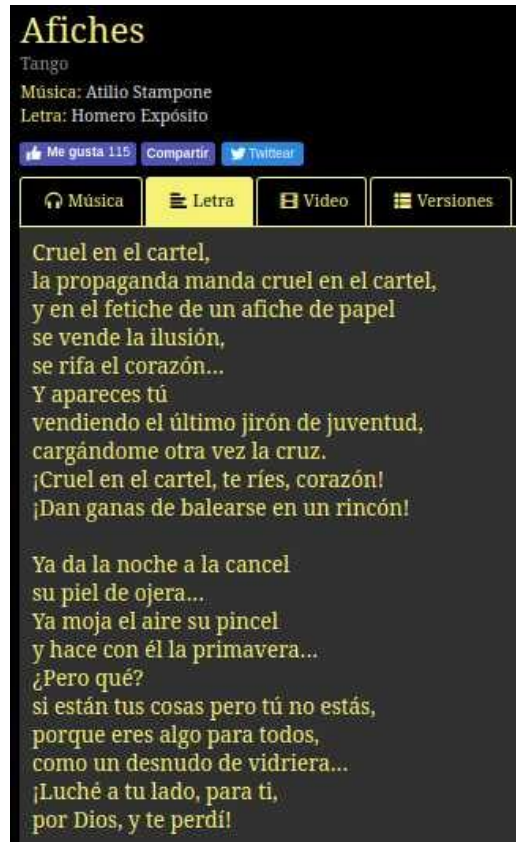 Afiches
Tango
Música: Atilio Stampone
Letra: Homero Expósito
Me gusta 115 Compartir Twittear
Música Letra Video Versiones
Cruel en el cartel,
la propaganda manda cruel en el cartel,
y en el fetiche de un afiche de papel
se vende la ilusión,
se rifa el corazón...
Y apareces tú
vendiendo el último jirón de juventud,
cargándome otra vez la cruz.
¡Cruel en el cartel, te ríes, corazón!
¡Dan ganas de balearse en un rincón!

Ya da la noche a la cancel
su piel de ojera...
Ya moja el aire su pincel
y hace con él la primavera...
¿Pero qué?
si están tus cosas pero tú no estás,
porque eres algo para todos,
como un desnudo de vidriera...
¡Luché a tu lado, para ti,
por Dios, y te perdí!